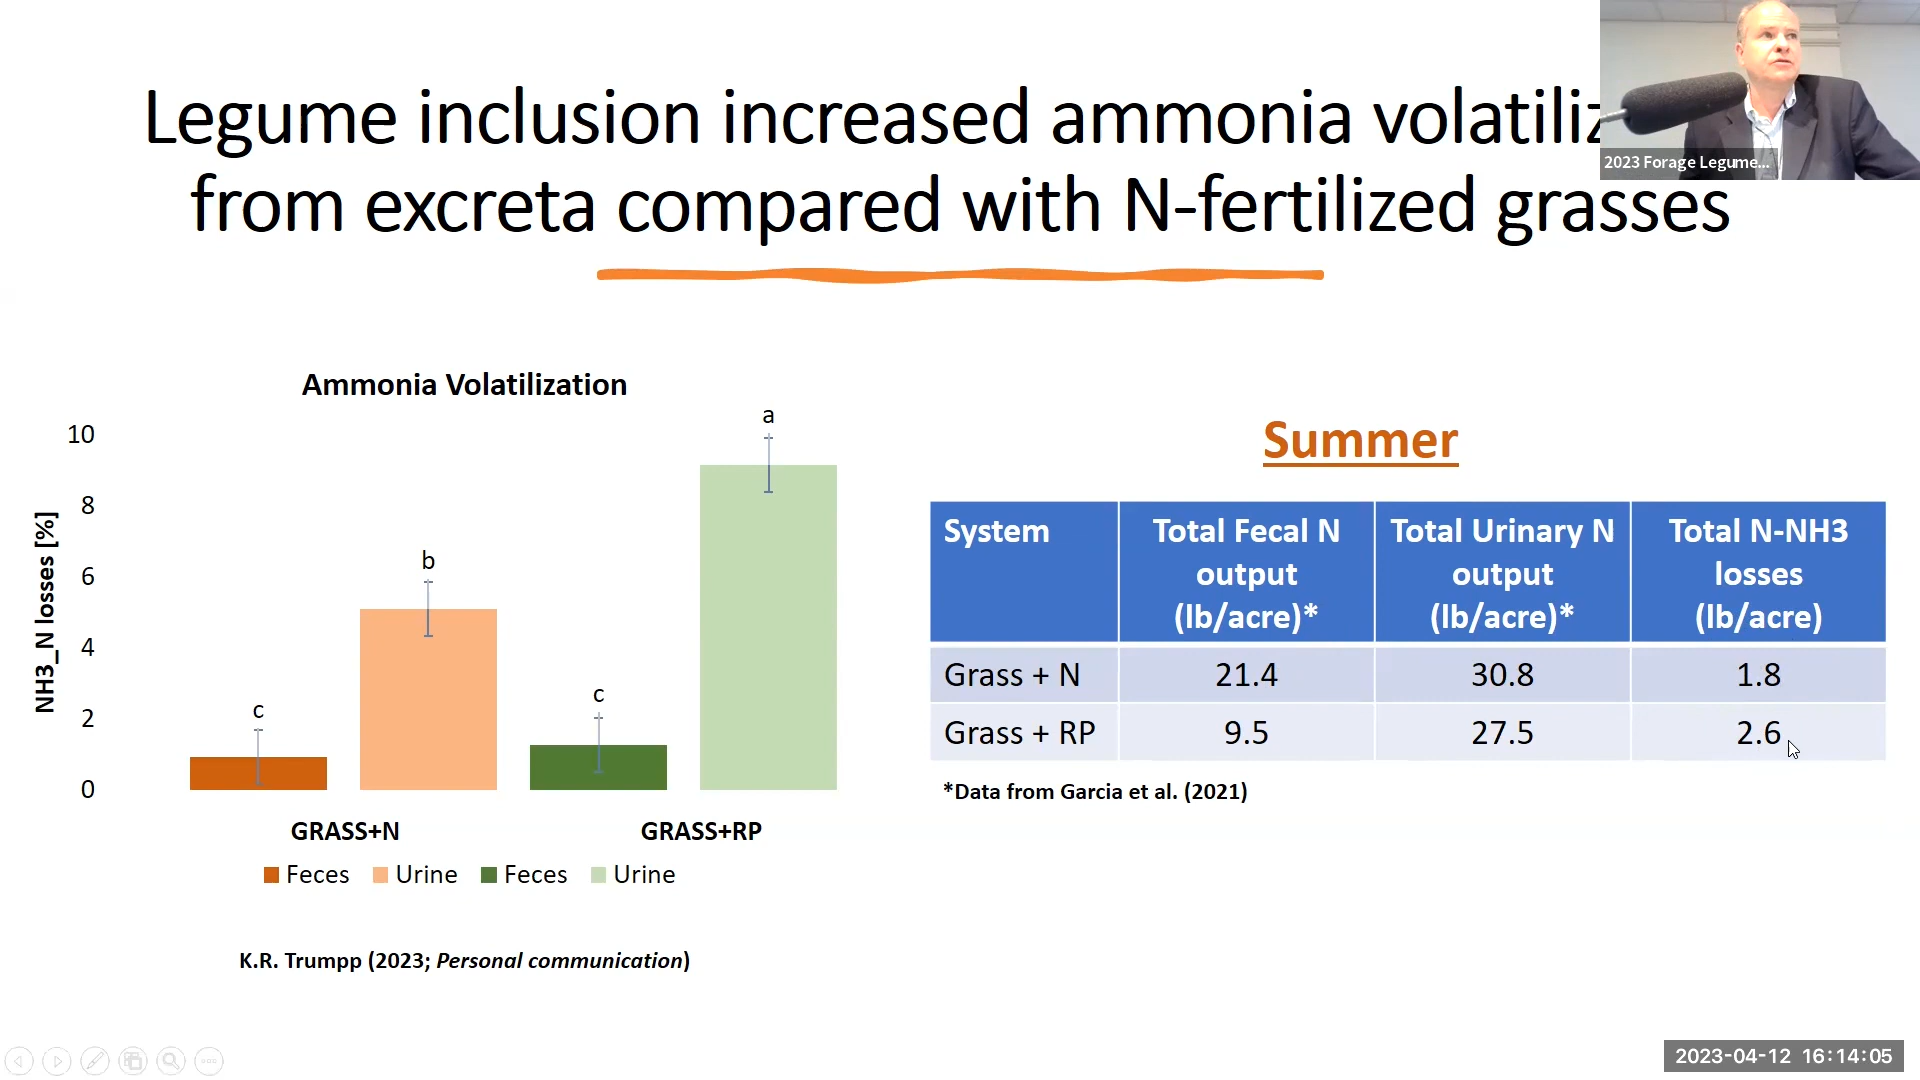 Legume inclusion increased ammonia
from excreta compared with N-fertilized grasses
2023 Forage Legume...
Ammonia Volatilization
NH3_N losses [%]
10
8
6
4
2
0
c
b
c
a
GRASS+N
GRASS+RP
Feces
Urine
Feces
Urine
K.R. Trumpp (2023; Personal communication)
Summer
System
Total Fecal N output (lb/acre)*
Total Urinary N output (lb/acre)*
Total N-NH3 losses (lb/acre)
Grass + N 21.4 30.8 1.8
Grass + RP 9.5 27.5 2.6
*Data from Garcia et al. (2021)
2023-04-12 16:14:05